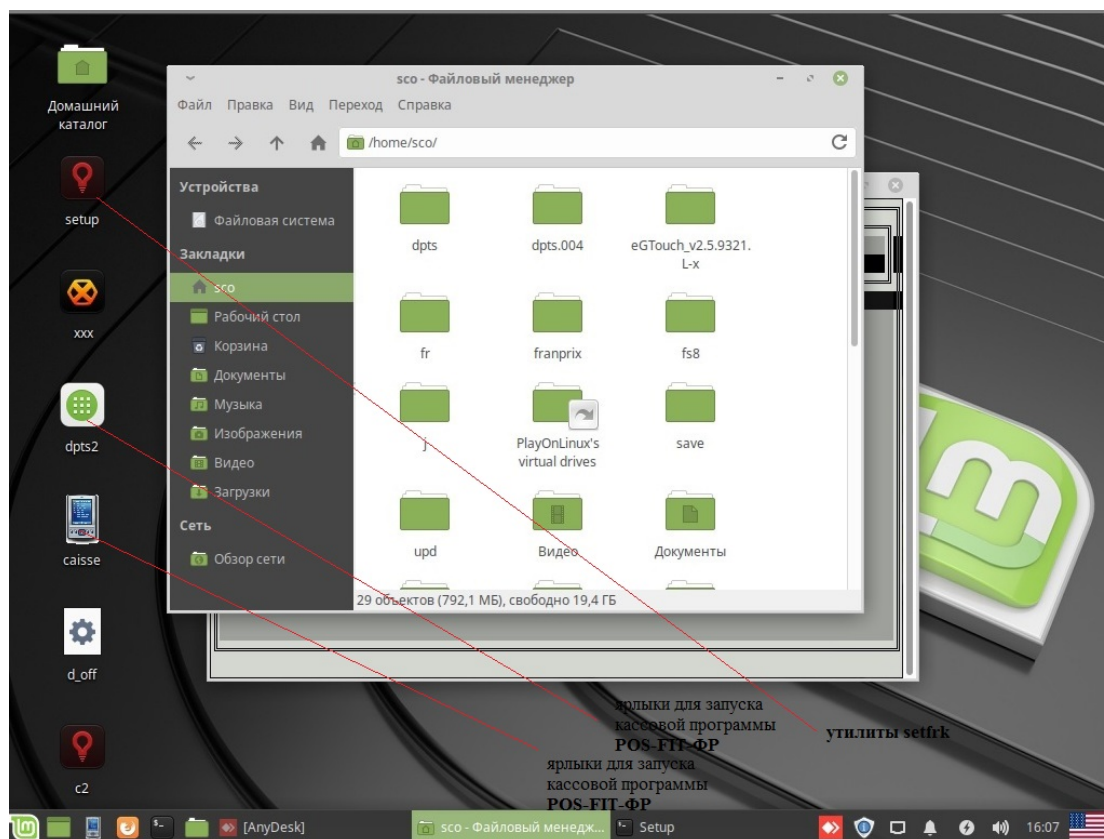 Домашний
каталог
setup
xxx
dpts2
caisse
d_off
c2
sco - Файловый менеджер
Файл Правка Вид Переход Справка
/home/sco/
Устройства
Файловая система
Закладки
sco
Рабочий стол
Корзина
Документы
Музыка
Изображения
Видео
Загрузки
Сеть
Обзор сети
dpts
dpts.004
eGTouch_v2.5.9321.
L-x
fr
franprix
fs8
j
PlayOnLinux's
virtual drives
save
upd
Видео
Документы
29 объектов (792,1 МБ), свободно 19,4 ГБ
ярлыки для запуска
кассовой программы
POS-FIT-ФР
утилиты setfrk
ярлыки для запуска
кассовой программы
POS-FIT-ФР
[AnyDesk]
sco - Файловый менедж...
Setup
16:07